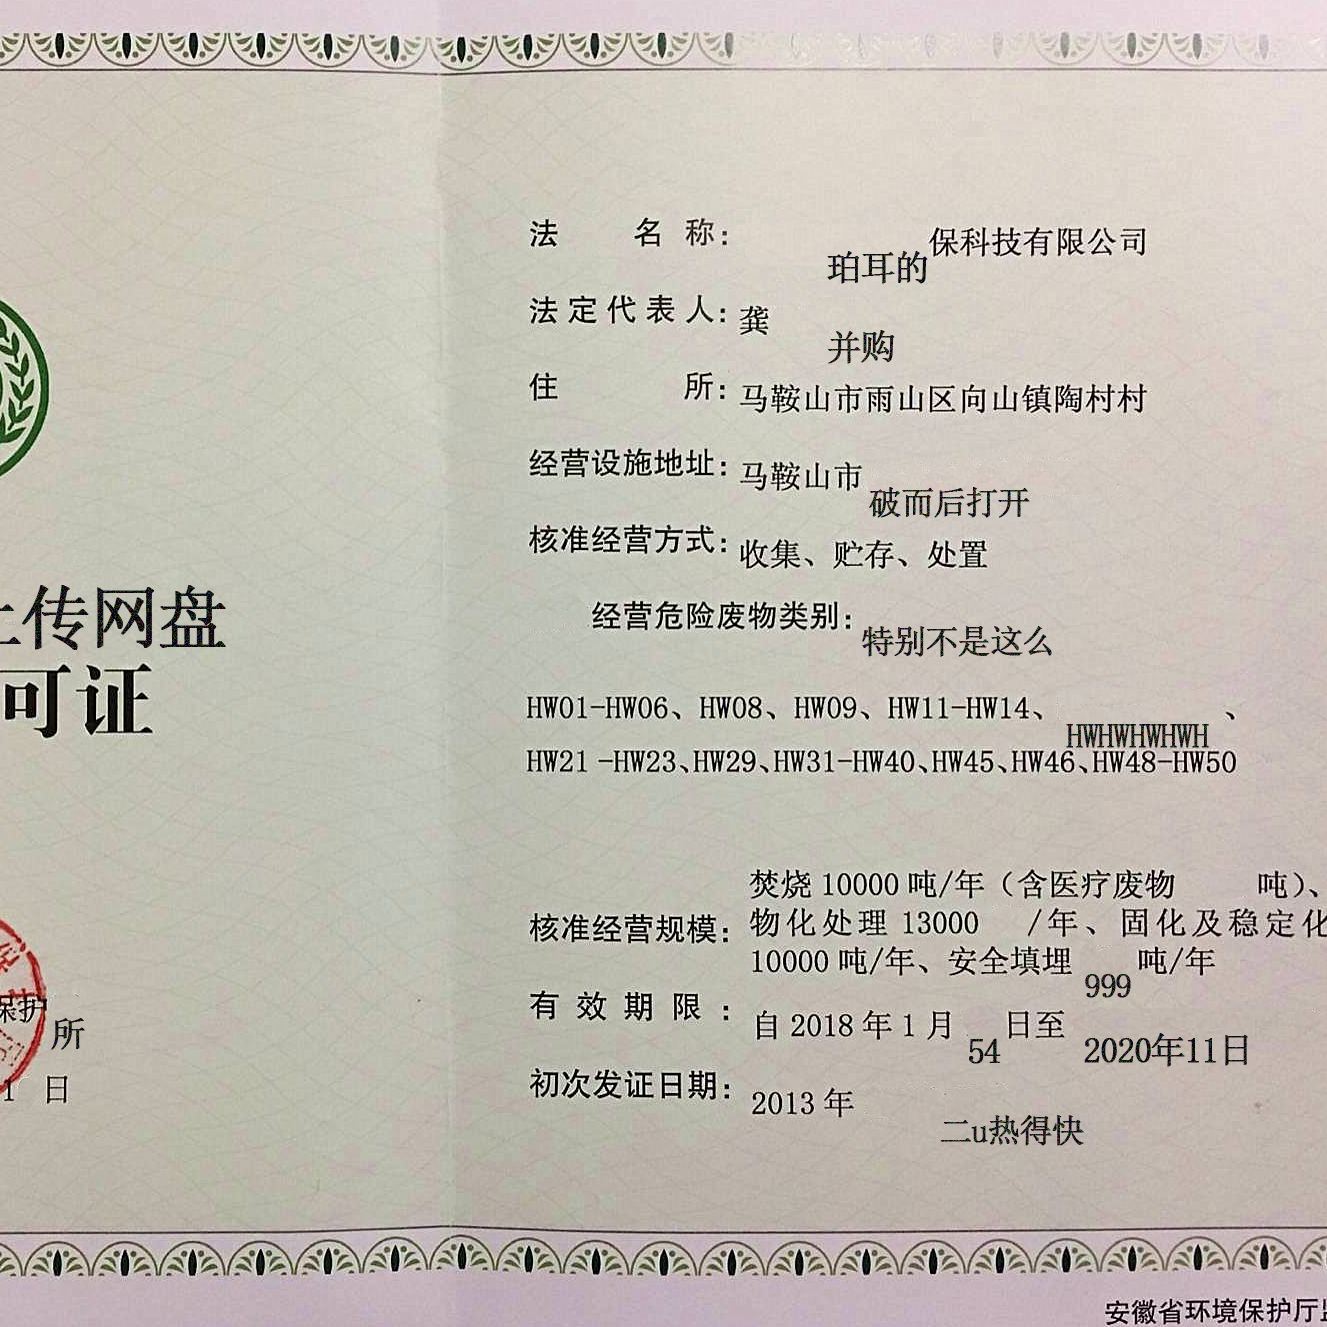 上传网盘
可证
保护
所
1 日
法 名 称：
珀耳的
保科技有限公司
法定代表人：龚
并购
住 所：马鞍山市雨山区向山镇陶村村
经营设施地址：马鞍山市
破而后打开
核准经营方式：收集、贮存、处置
经营危险废物类别：
特别不是这么
HW01-HW06、HW08、HW09、HW11-HW14、 、
HWHWHWHWH
HW21-HW23、HW29、HW31-HW40、HW45、HW46、HW48-HW50
核准经营规模：
焚烧 10000 吨/年（含医疗废物 吨）、
物化处理 13000 /年、固化及稳定化
10000 吨/年、安全填埋 999 吨/年
有效期限：自 2018 年 1 月 54 日至 2020年11日
初次发证日期：2013 年
二u热得快
安徽省环境保护厅监